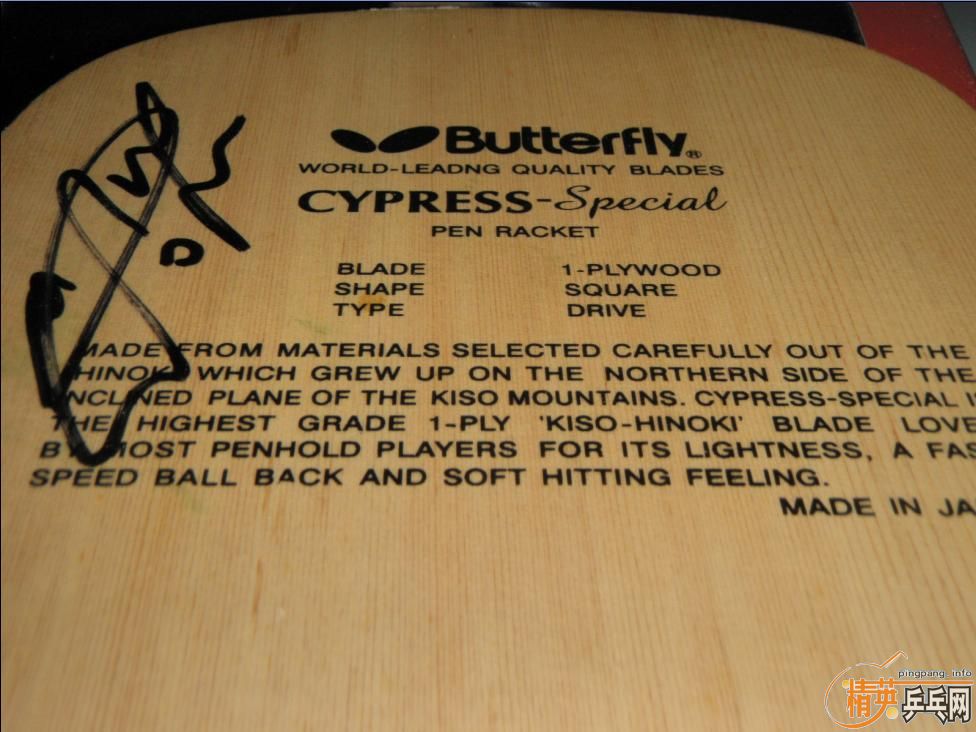 Butterfly®
WORLD-LEADNG QUALITY BLADES
CYPRESS-Special
PEN RACKET
BLADE 1-PLYWOOD
SHAPE SQUARE
TYPE DRIVE
MADE FROM MATERIALS SELECTED CAREFULLY OUT OF THE
HINOKI WHICH GREW UP ON THE NORTHERN SIDE OF THE
INCLINED PLANE OF THE KISO MOUNTAINS. CYPRESS-SPECIAL I
THE HIGHEST GRADE 1-PLY 'KISO-HINOKI' BLADE LOVE
BY MOST PENHOLD PLAYERS FOR ITS LIGHTNESS, A FAS
SPEED BALL BACK AND SOFT HITTING FEELING.
MADE IN JA
pingpang.info
精英乒乓网